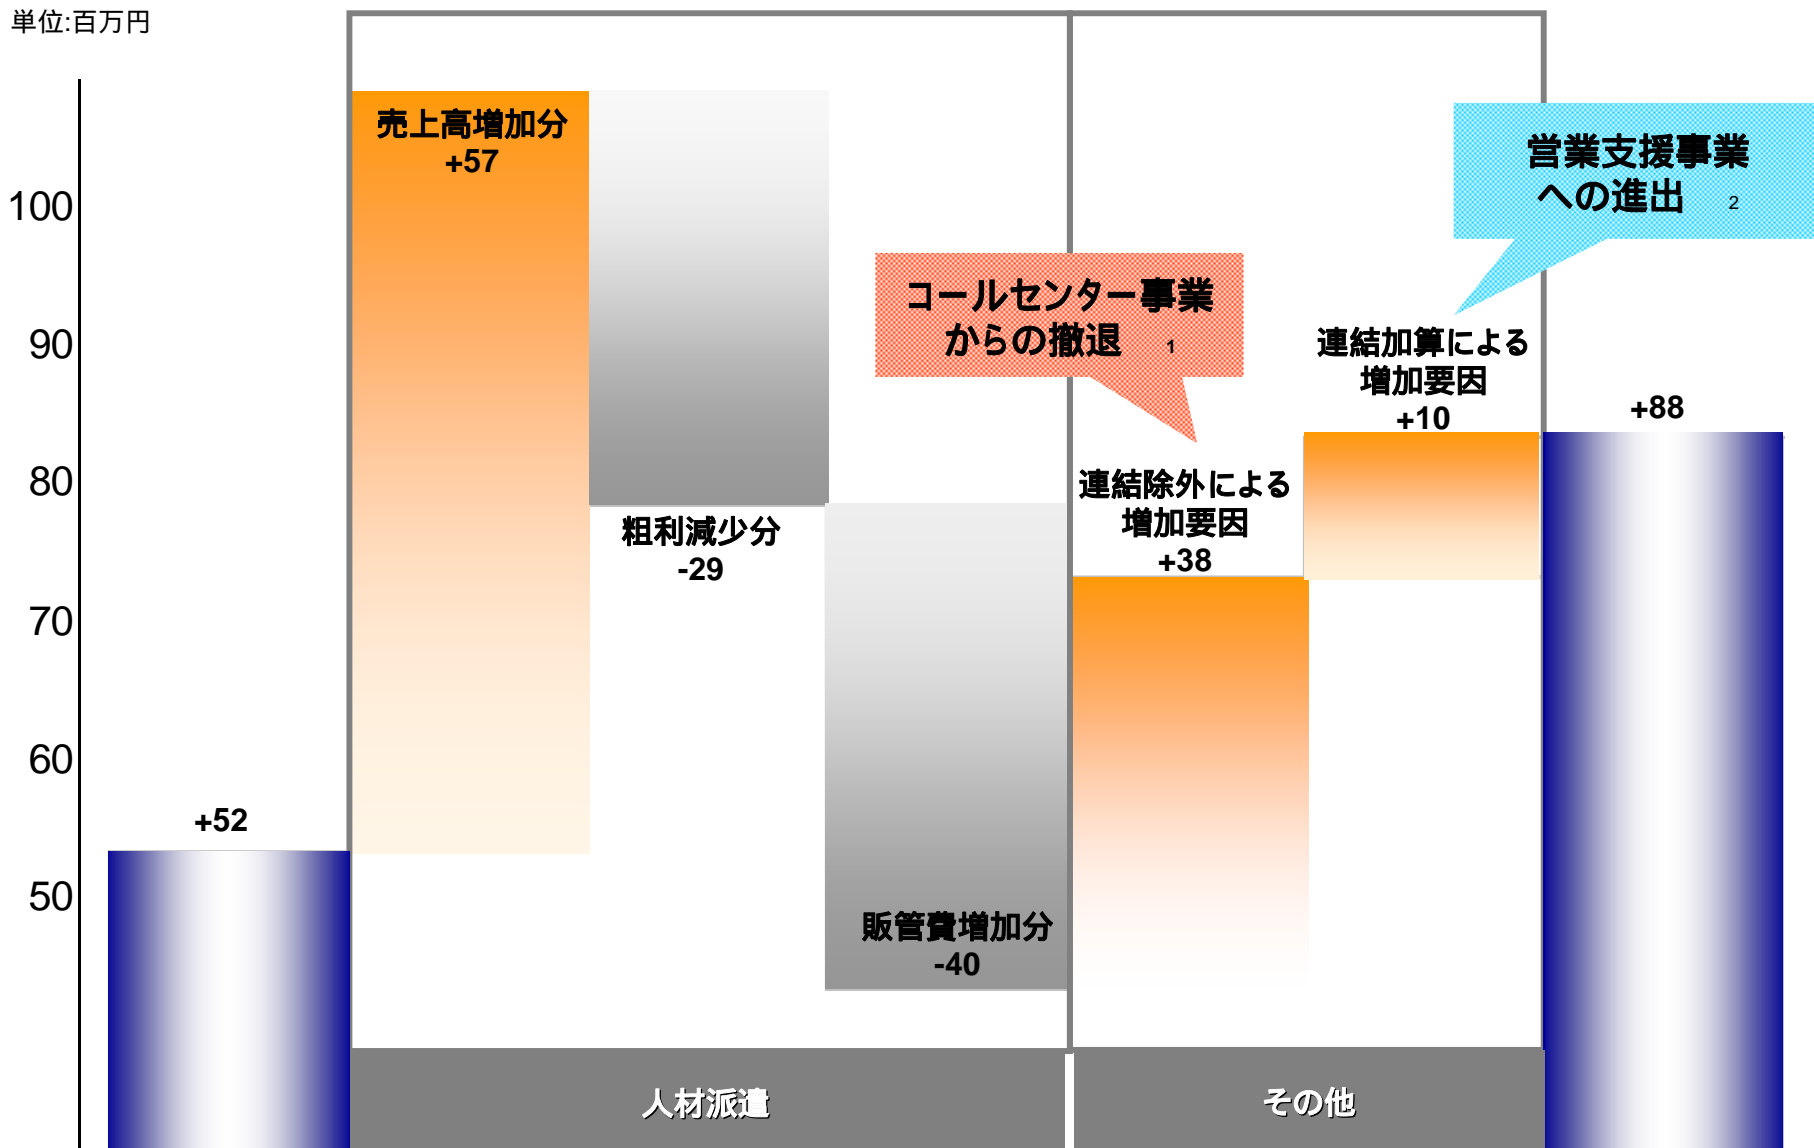 単位:百万円
売上高増加分
+57
営業支援事業
への進出 2
100
コールセンター事業
からの撤退 1
90
連結加算による
増加要因
+10
+88
80
連結除外による
増加要因
+38
粗利減少分
-29
70
60
+52
50
販管費増加分
-40
人材派遣
その他